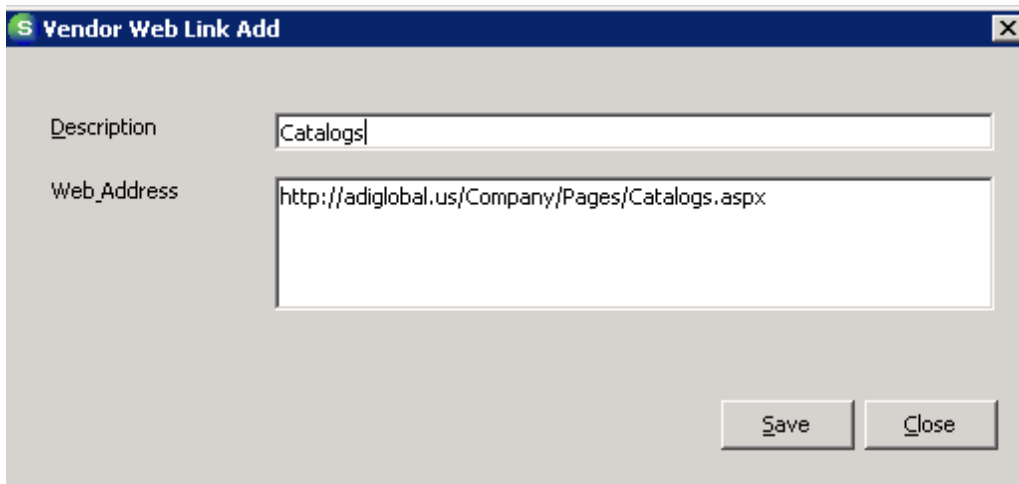 S Vendor Web Link Add
Description
Catalogs
Web Address
http://adiglobal.us/Company/Pages/Catalogs.aspx
Save
Close